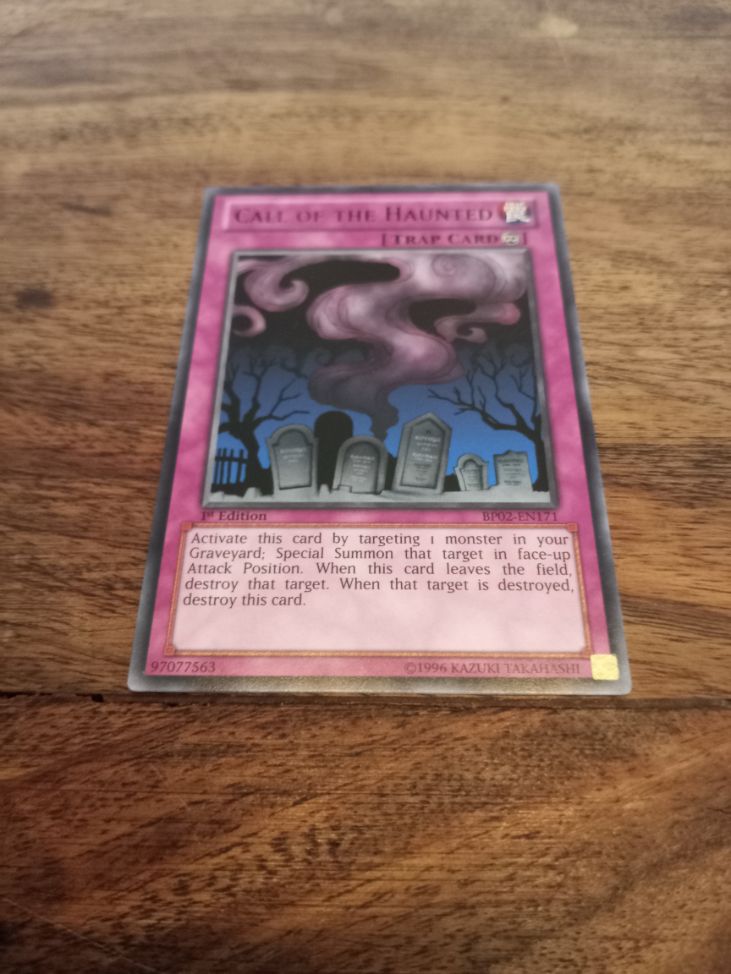 CALL OF THE HAUNTED
[TRAP CARD
1st Edition
BP02-EN171
Activate this card by targeting 1 monster in your
Graveyard; Special Summon that target in face-up
Attack Position. When this card leaves the field,
destroy that target. When that target is destroyed,
destroy this card.
97077563
©1996 KAZUKI TAKAHASHI